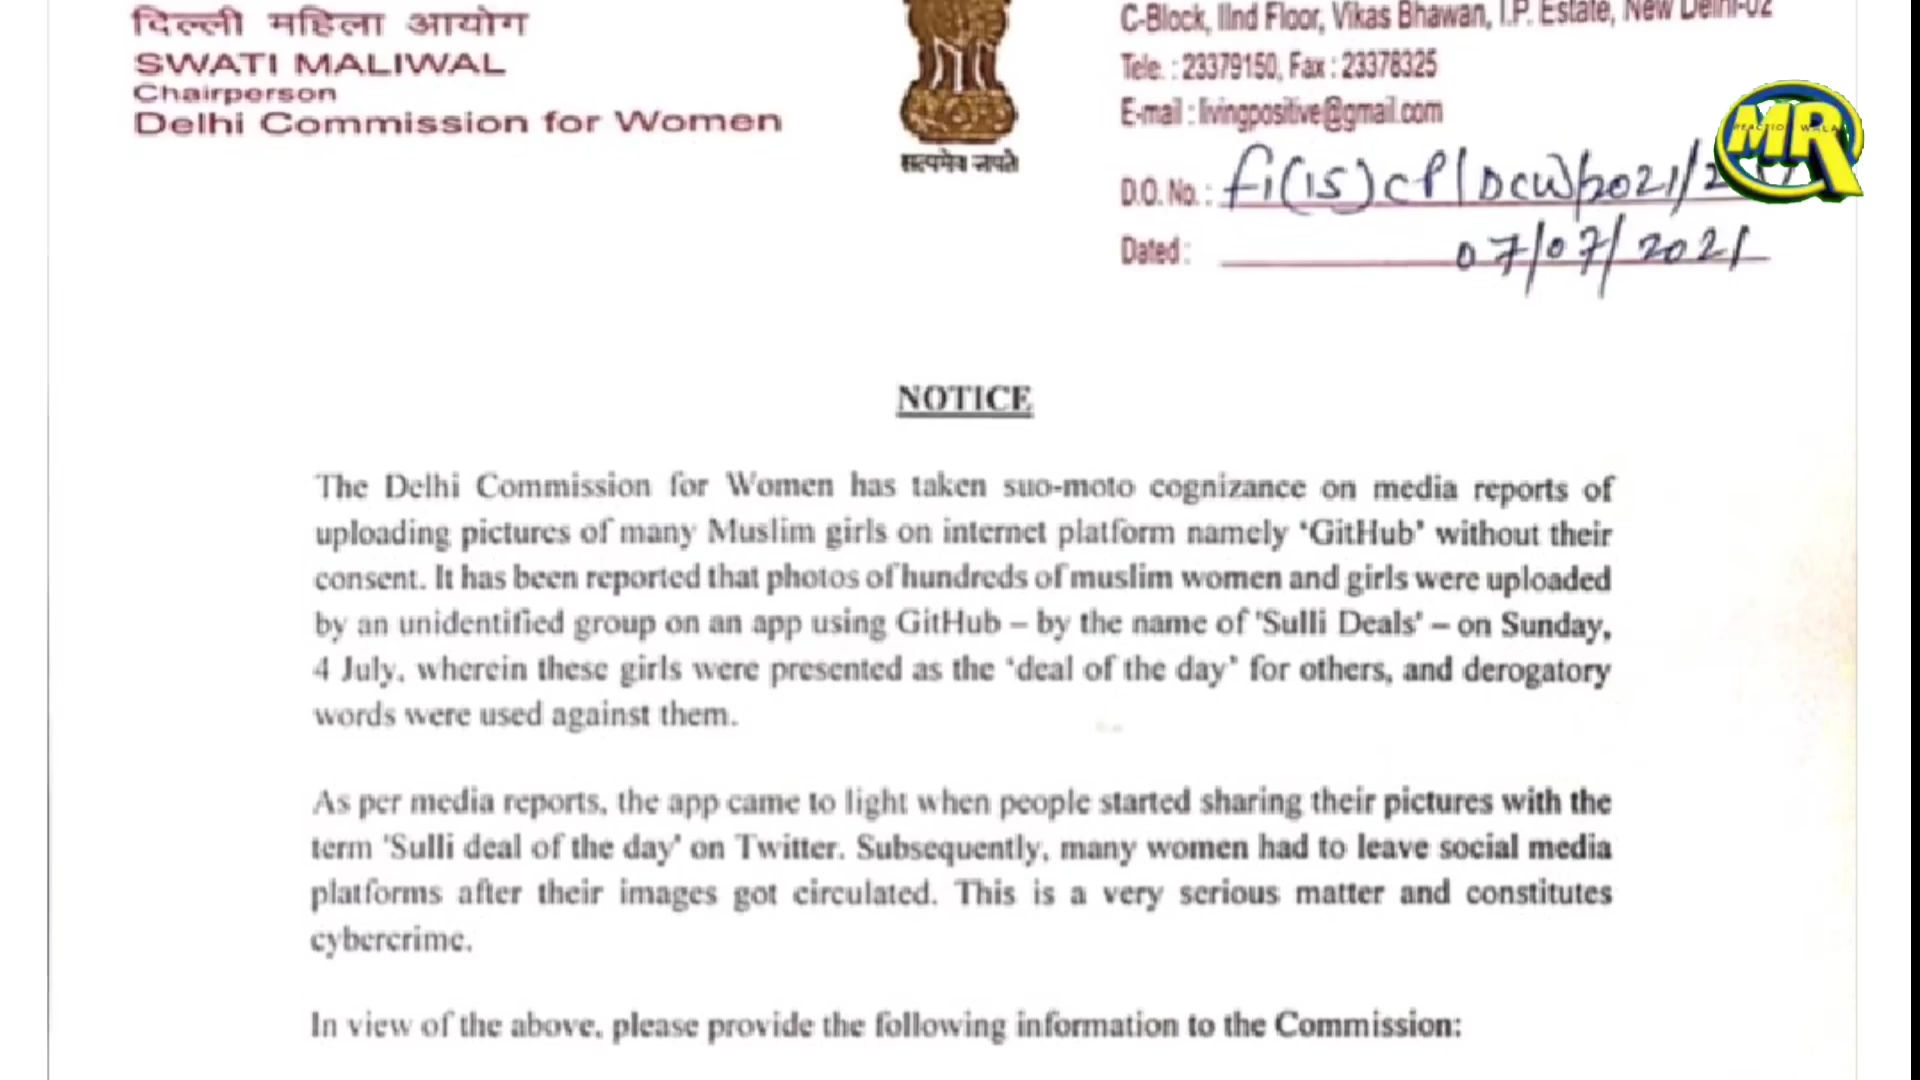 दिल्ली महिला आयोग
SWATI MALIWAL
Chairperson
Delhi Commission for Women
सत्यमेव जयते
C-Block, IInd Floor, Vikas Bhawan, I.P. Estate, New Delhi-02
Tele. : 23379150, Fax : 23378325
E-mail : livingpositive@gmail.com
D.O. No. : F1(15) CP/DCW/2021/
Dated : 07/07/2021
MR
REACTION WALA
NOTICE
The Delhi Commission for Women has taken suo-moto cognizance on media reports of
uploading pictures of many Muslim girls on internet platform namely ‘GitHub’ without their
consent. It has been reported that photos of hundreds of muslim women and girls were uploaded
by an unidentified group on an app using GitHub – by the name of 'Sulli Deals' – on Sunday,
4 July, wherein these girls were presented as the ‘deal of the day’ for others, and derogatory
words were used against them.
As per media reports, the app came to light when people started sharing their pictures with the
term 'Sulli deal of the day' on Twitter. Subsequently, many women had to leave social media
platforms after their images got circulated. This is a very serious matter and constitutes
cybercrime.
In view of the above, please provide the following information to the Commission: